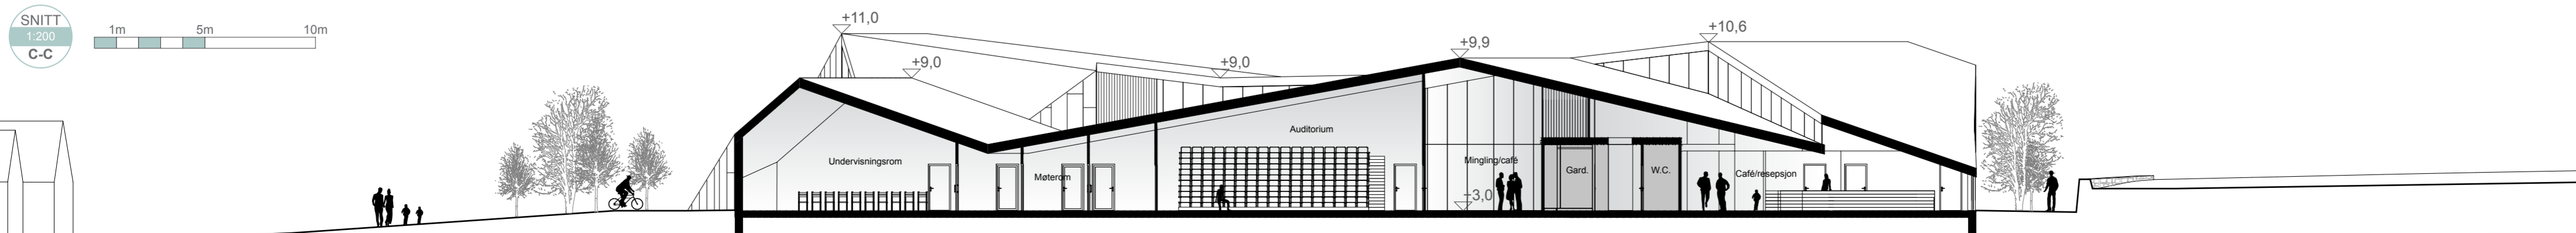 SNITT
1:200
C-C
1m 5m 10m
+11,0
+9,0
+9,0
+9,9
+10,6
Undervisningsrom
Møterom
Auditorium
Mingling/café
Gard.
W.C.
Café/resepsjon
+3,0